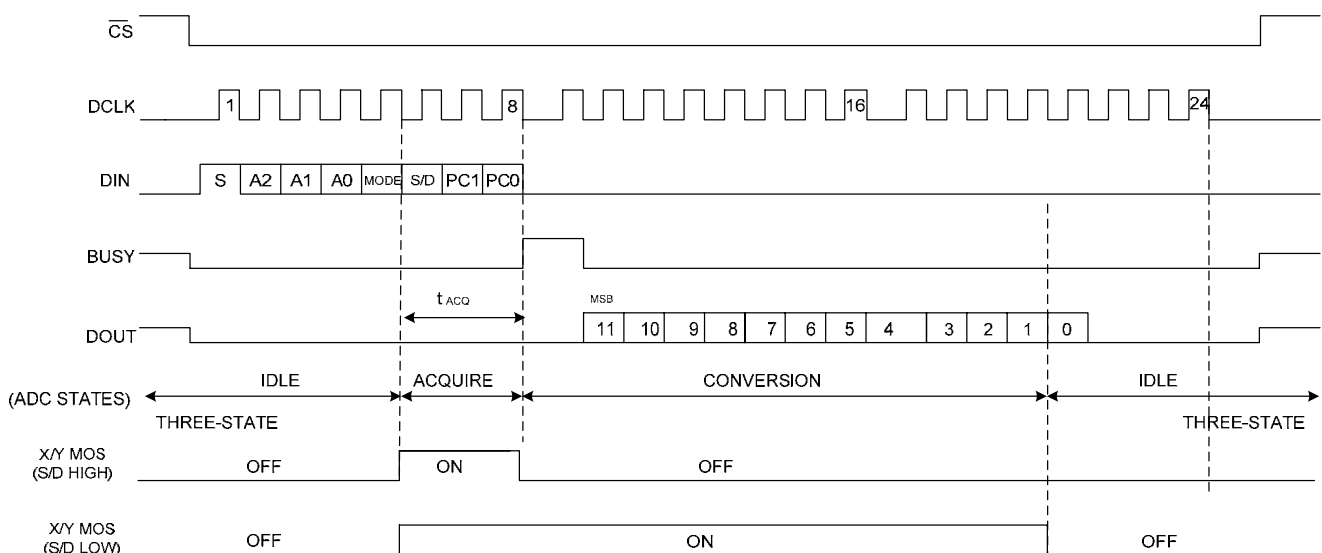 CS
DCLK 1 8 16 24
DIN S A2 A1 A0 MODE S/D PC1 PC0
BUSY
t ACQ
MSB
DOUT 11 10 9 8 7 6 5 4 3 2 1 0
IDLE ACQUIRE CONVERSION IDLE
(ADC STATES)
THREE-STATE THREE-STATE
X/Y MOS
(S/D HIGH) OFF ON OFF
X/Y MOS
(S/D LOW) OFF ON OFF